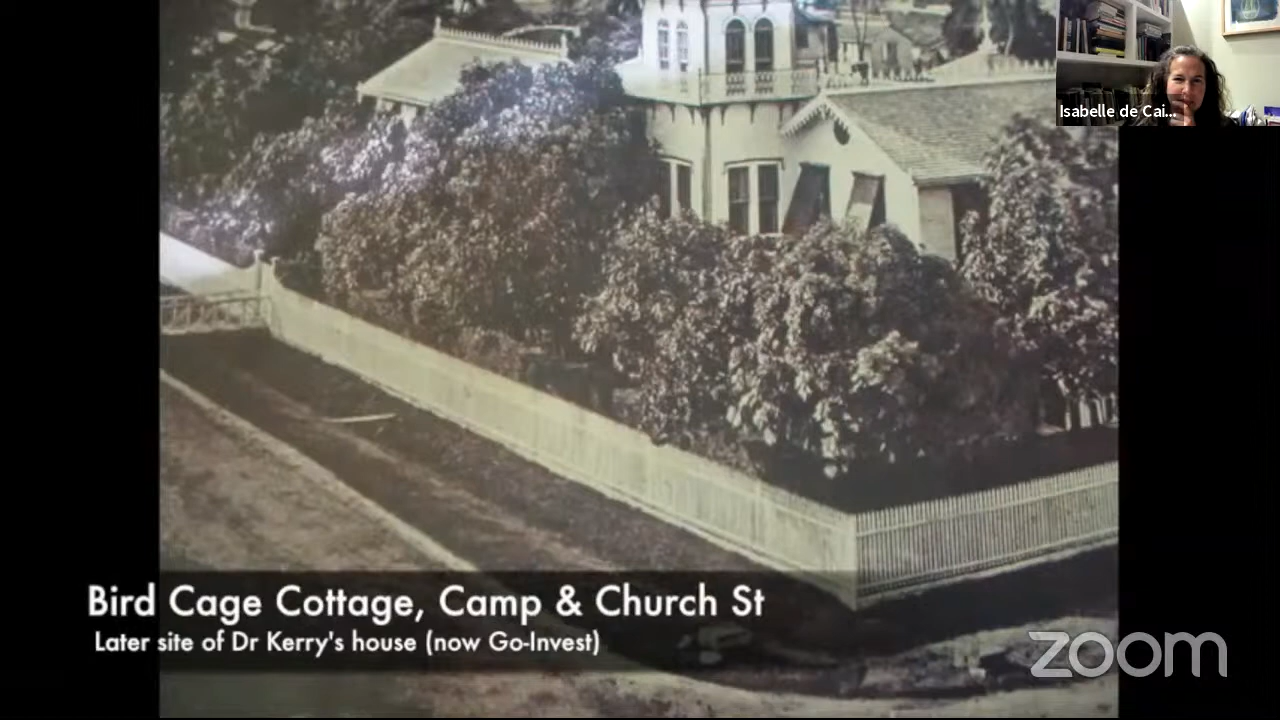 Isabelle de Cai...
Bird Cage Cottage, Camp & Church St
Later site of Dr Kerry's house (now Go-Invest)
zoom